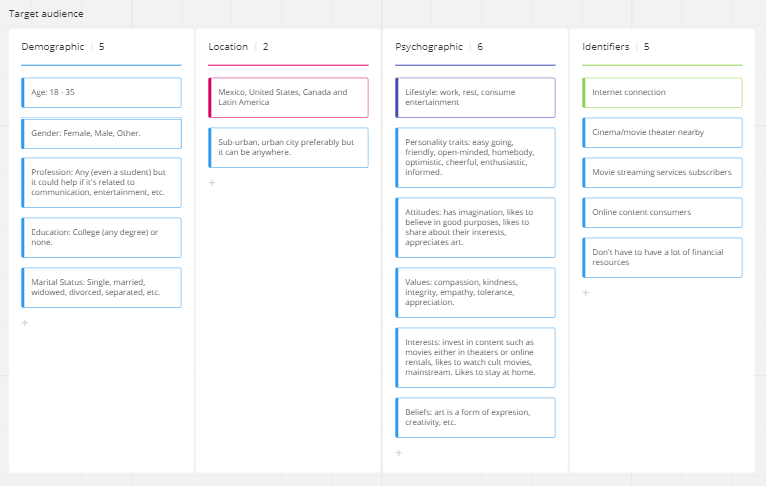 Target audience
Demographic | 5
Age: 18 - 35
Gender: Female, Male, Other.
Profession: Any (even a student) but
it could help if it's related to
communication, entertainment, etc.
Education: College (any degree) or
none.
Marital Status: Single, married,
widowed, divorced, separated, etc.
+
Location | 2
Mexico, United States, Canada and
Latin America
Sub-urban, urban city preferably but
it can be anywhere.
+
Psychographic | 6
Lifestyle: work, rest, consume
entertainment
Personality traits: easy going,
friendly, open-minded, homebody,
optimistic, cheerful, enthusiastic,
informed.
Attitudes: has imagination, likes to
believe in good purposes, likes to
share about their interests,
appreciates art.
Values: compassion, kindness,
integrity, empathy, tolerance,
appreciation.
Interests: invest in content such as
movies either in theaters or online
rentals, likes to watch cult movies,
mainstream. Likes to stay at home.
Beliefs: art is a form of expresion,
creativity, etc.
+
Identifiers | 5
Internet connection
Cinema/movie theater nearby
Movie streaming services subscribers
Online content consumers
Don't have to have a lot of financial
resources
+